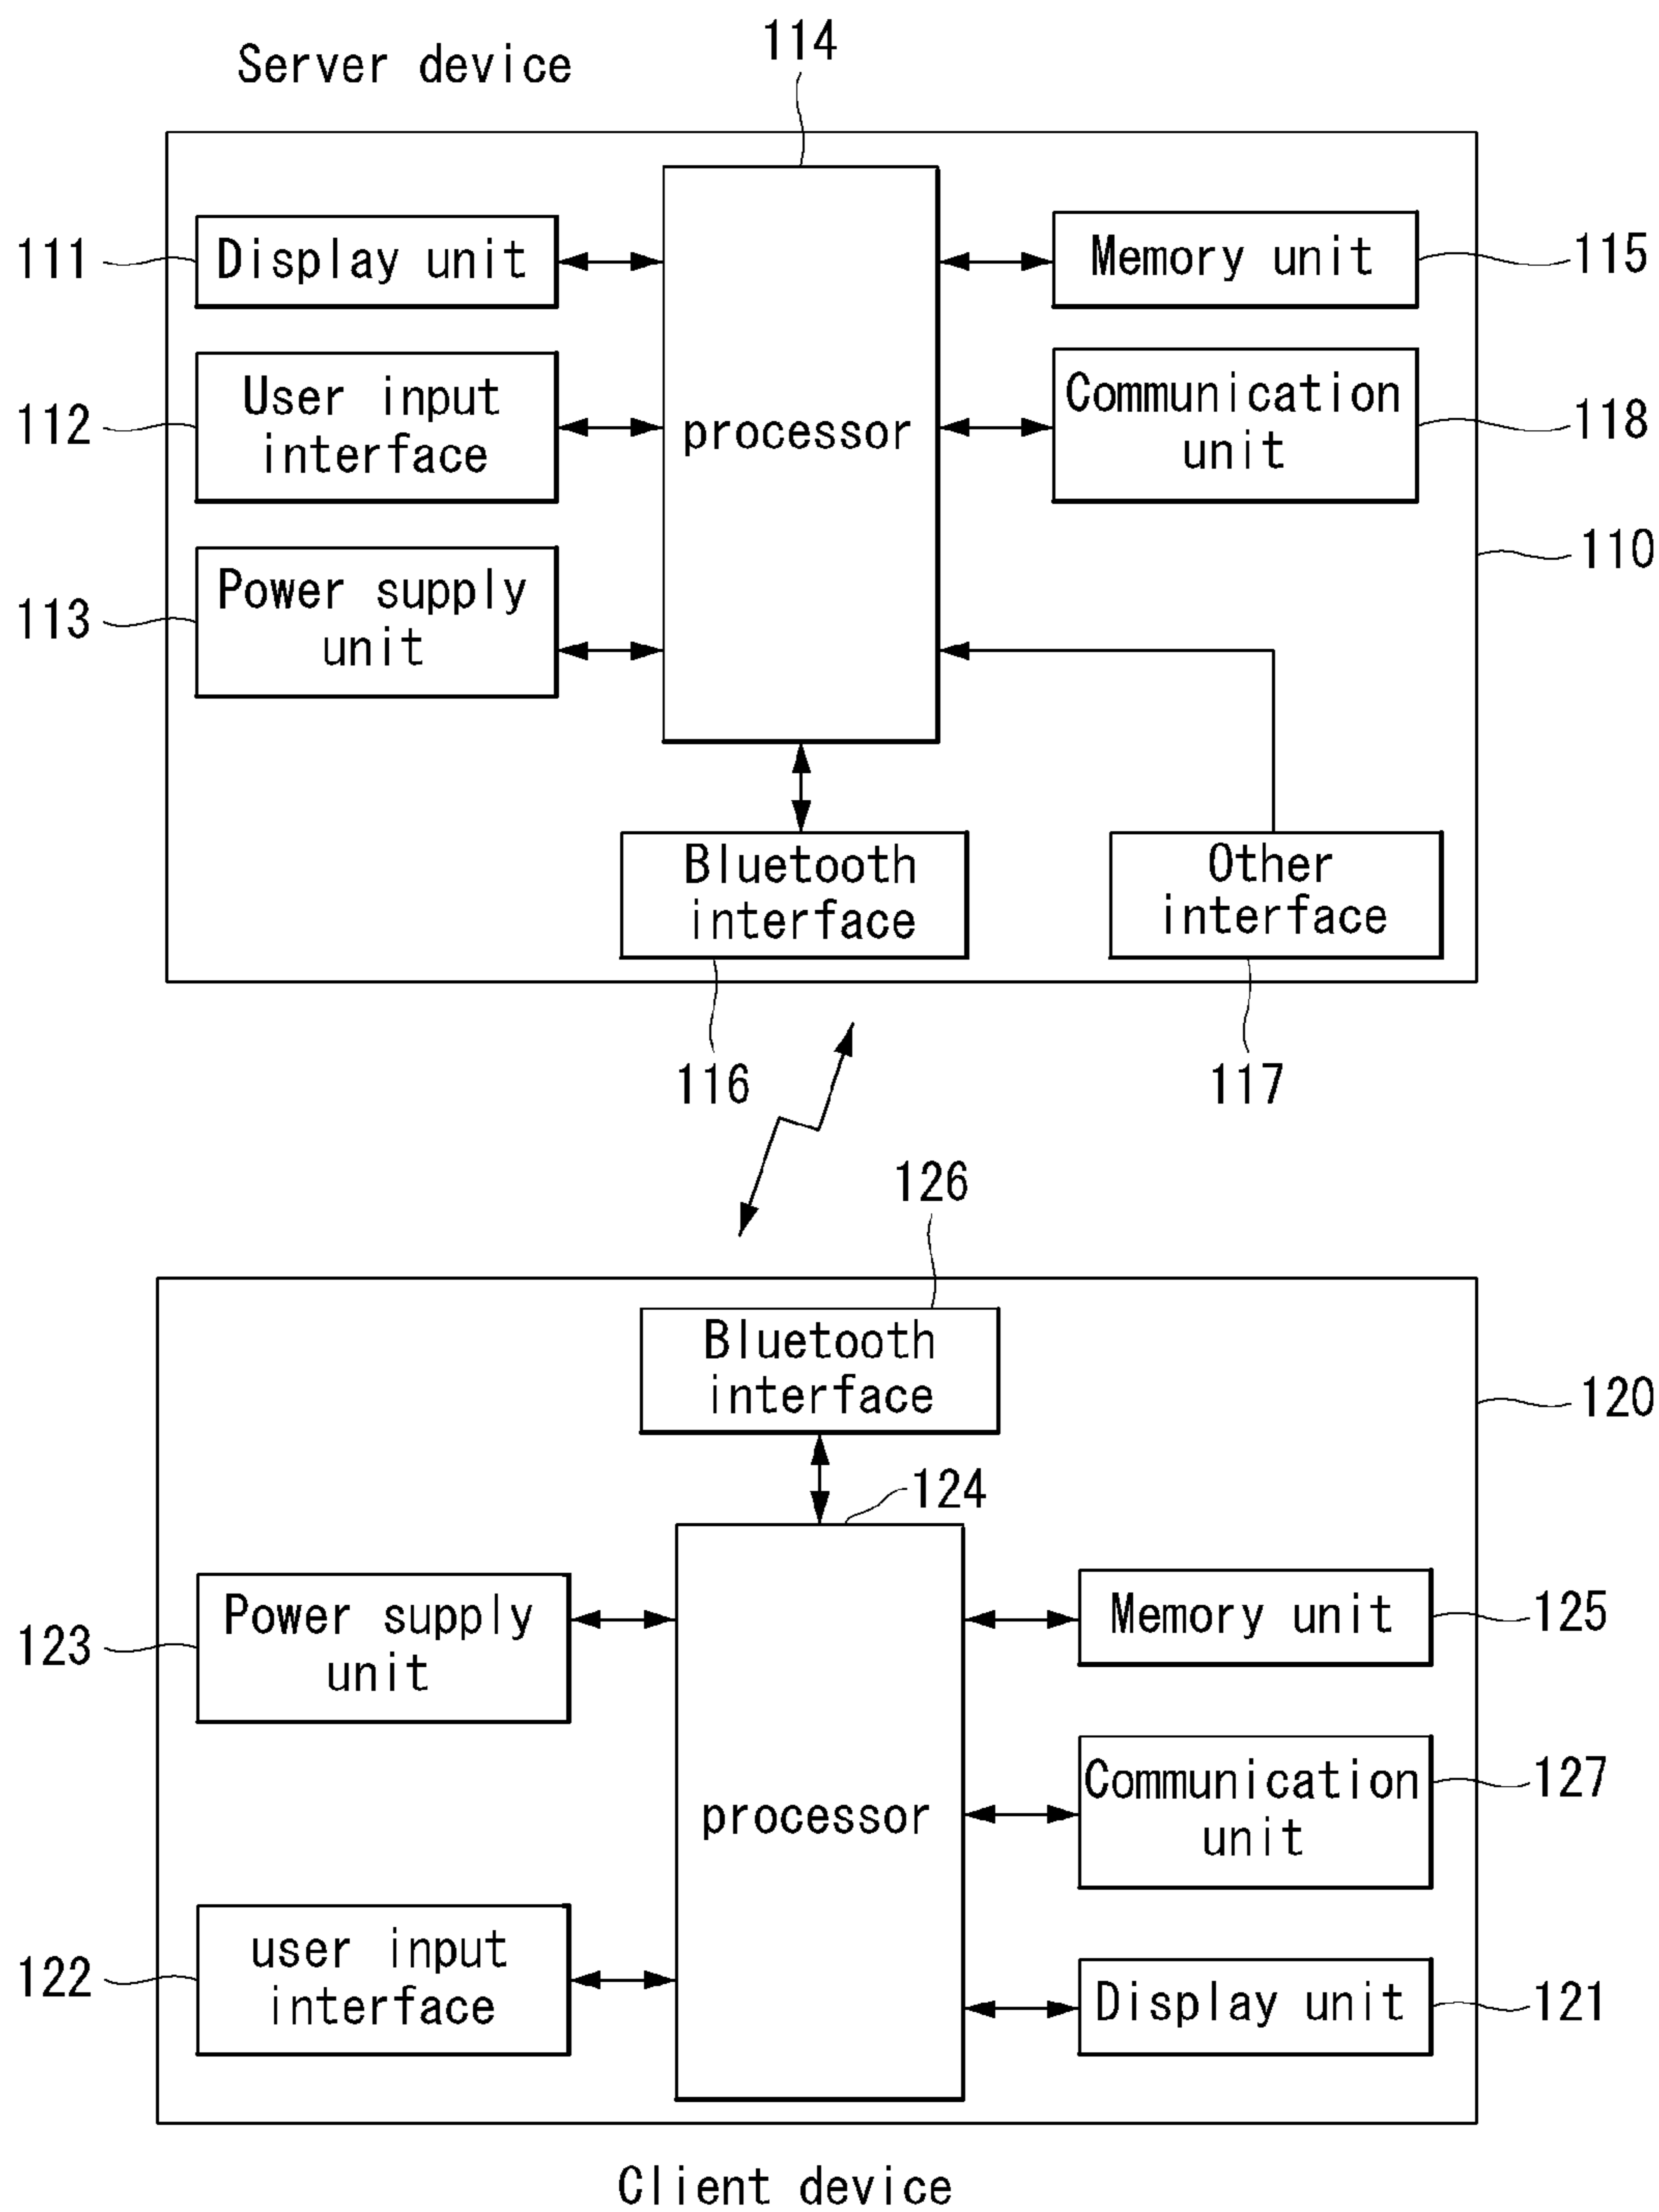 114
Server device
111
Display unit
Memory unit
115
112
User input
interface
processor
Communication
unit
118
110
113
Power supply
unit
Bluetooth
interface
Other
interface
116
117
126
Bluetooth
interface
120
124
123
Power supply
unit
Memory unit
125
processor
Communication
unit
127
122
user input
interface
Display unit
121
Client device